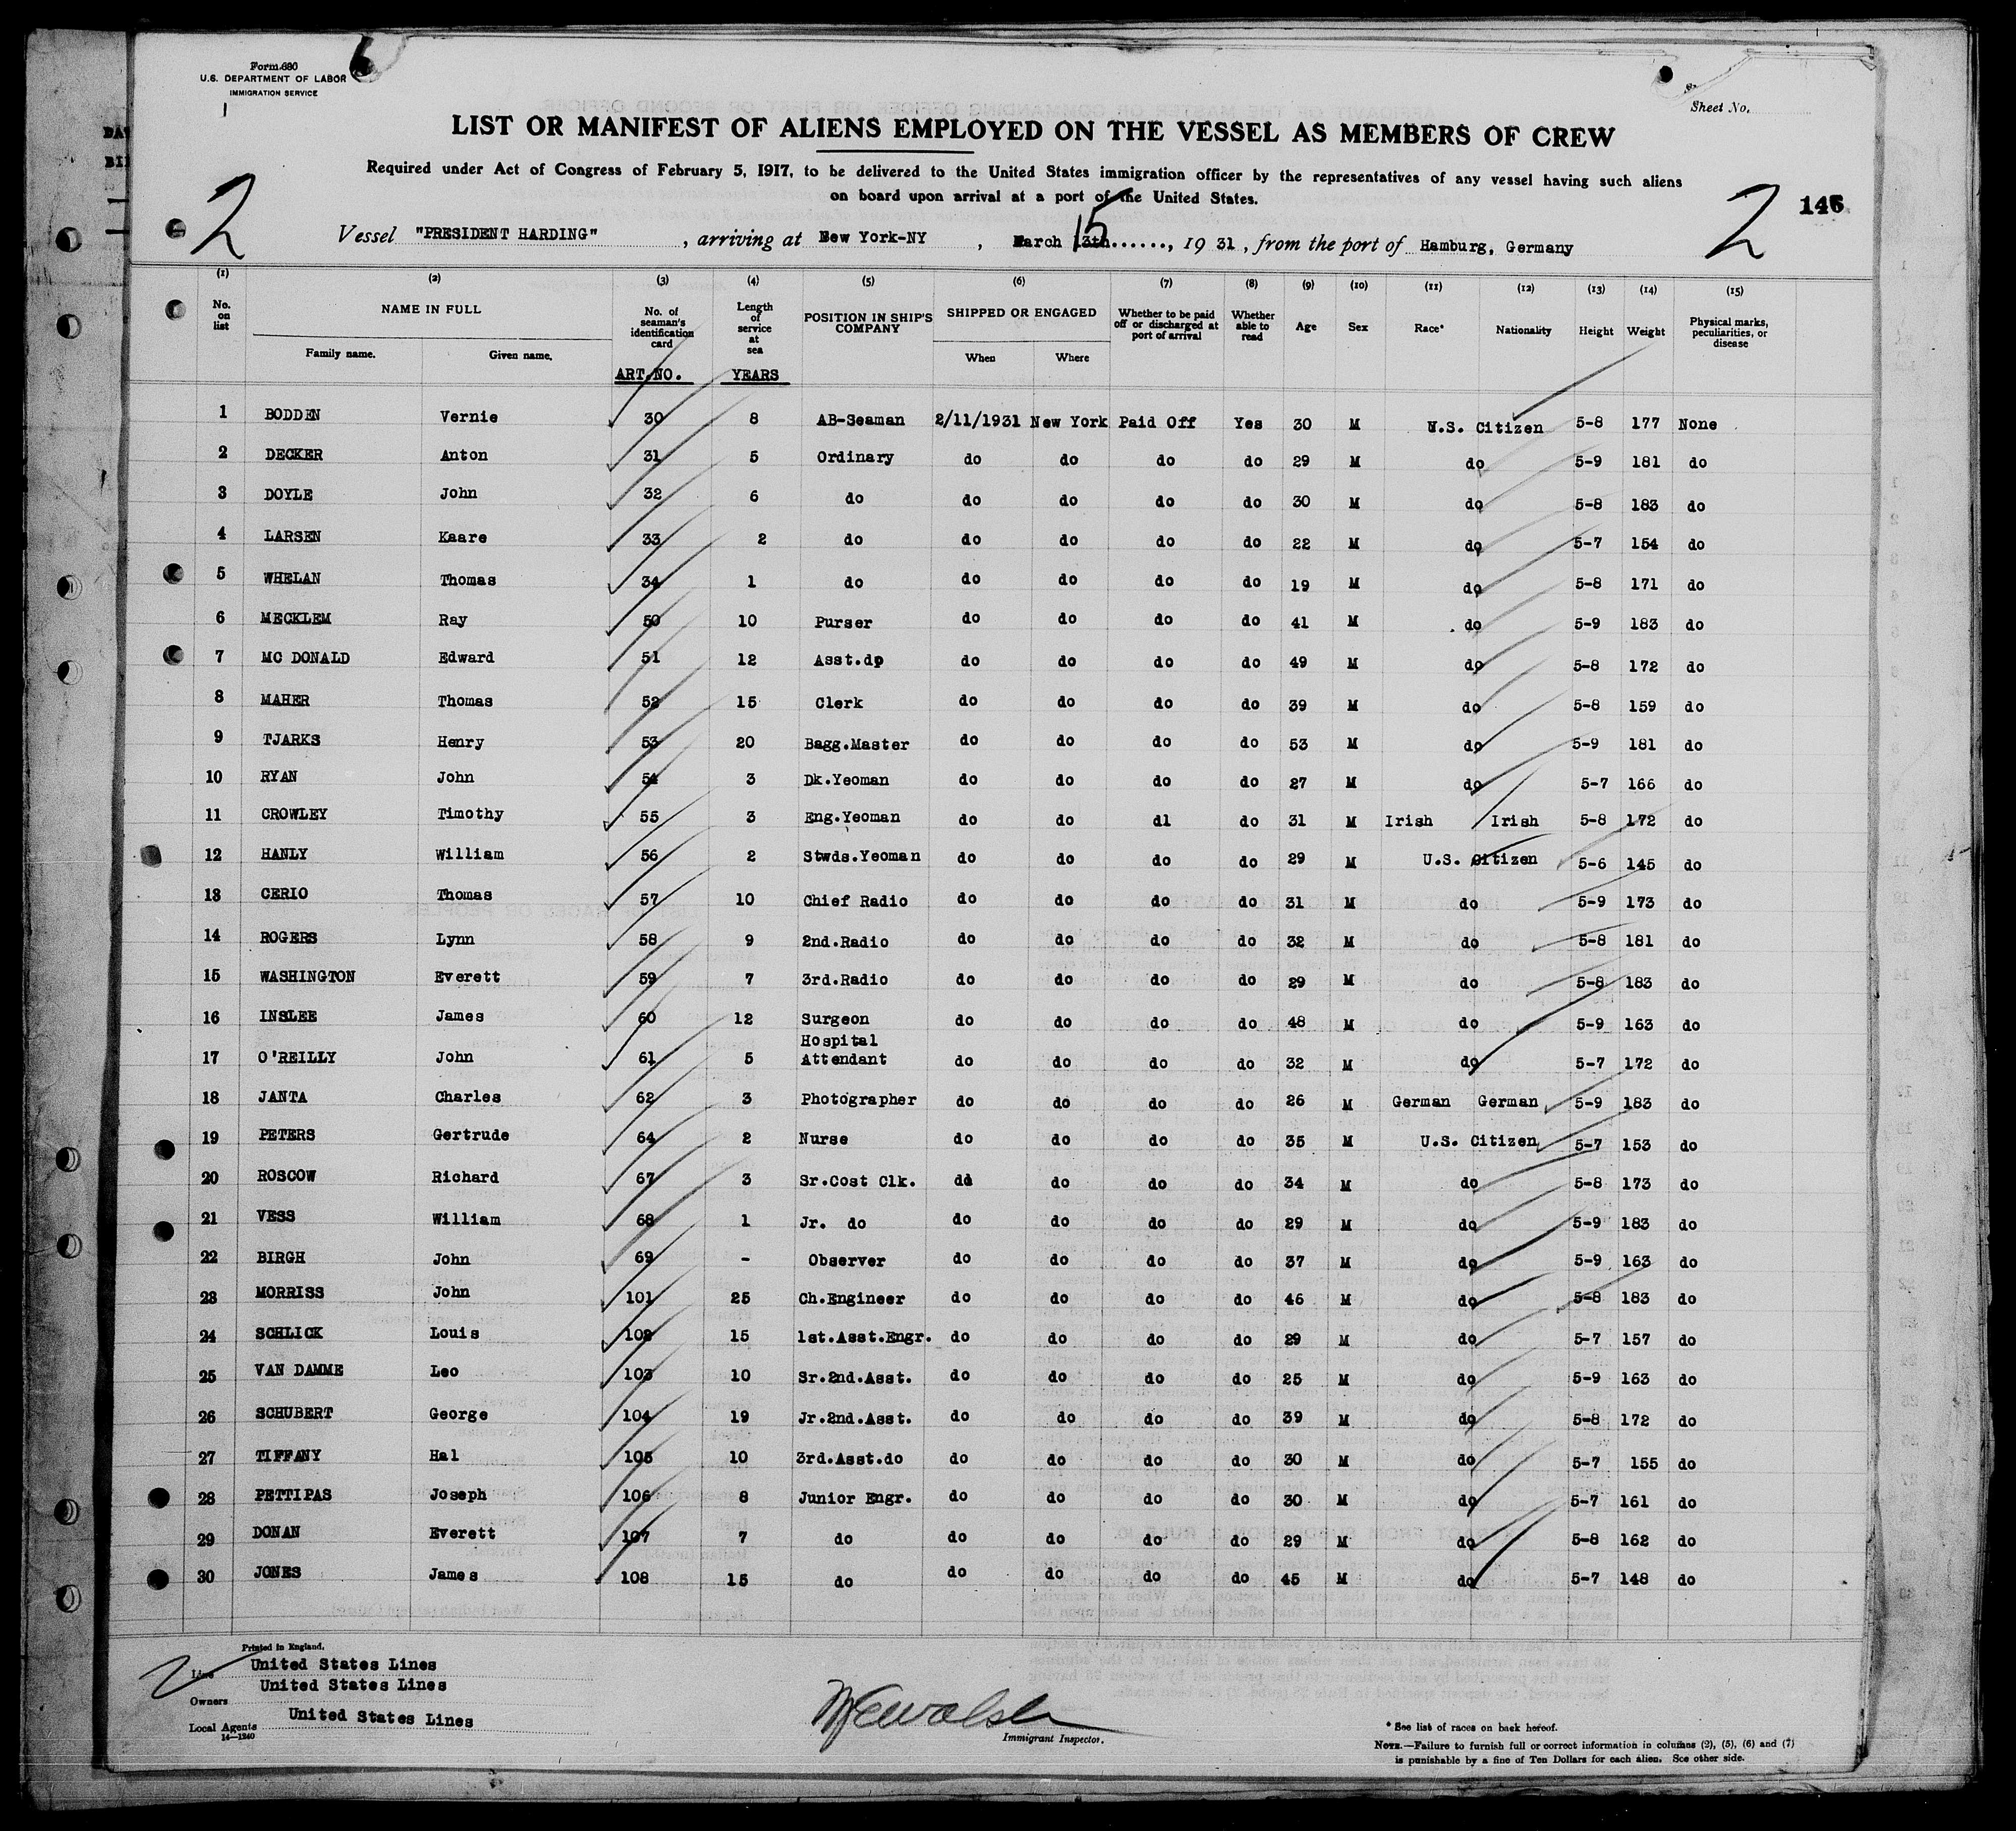 Form 680
U.S. DEPARTMENT OF LABOR
IMMIGRATION SERVICE
1
Sheet No.
LIST OR MANIFEST OF ALIENS EMPLOYED ON THE VESSEL AS MEMBERS OF CREW
Required under Act of Congress of February 5, 1917, to be delivered to the United States immigration officer by the representatives of any vessel having such aliens
on board upon arrival at a port of the United States.
2 2 146
Vessel "PRESIDENT HARDING", arriving at New York-NY, March 13th 15, 1931, from the port of Hamburg, Germany
(1) (2) (3) (4) (5) (6) (7) (8) (9) (10) (11) (12) (13) (14) (15)
No. on list NAME IN FULL Family name. Given name. No. of seaman's identification card Length of service at sea POSITION IN SHIP'S COMPANY SHIPPED OR ENGAGED When Where Whether to be paid off or discharged at port of arrival Whether able to read Age Sex Race* Nationality Height Weight Physical marks, peculiarities, or disease
ART.NO. YEARS
1 BODDEN Vernie 30 8 AB-Seaman 2/11/1931 New York Paid Off Yes 30 M U.S. Citizen 5-8 177 None
2 DECKER Anton 31 5 Ordinary do do do do 29 M do 5-9 181 do
3 DOYLE John 32 6 do do do do do 30 M do 5-8 183 do
4 LARSEN Kaare 33 2 do do do do do 22 M do 5-7 154 do
5 WHELAN Thomas 34 1 do do do do do 19 M do 5-8 171 do
6 MECKLEM Ray 50 10 Purser do do do do 41 M do 5-9 183 do
7 MC DONALD Edward 51 12 Asst.do do do do do 49 M do 5-8 172 do
8 MAHER Thomas 52 15 Clerk do do do do 39 M do 5-8 159 do
9 TJARKS Henry 53 20 Bagg.Master do do do do 53 M do 5-9 181 do
10 RYAN John 54 3 Dk.Yeoman do do do do 27 M do 5-7 166 do
11 CROWLEY Timothy 55 3 Eng.Yeoman do do dl do 31 M Irish Irish 5-8 172 do
12 HANLY William 56 2 Stwds.Yeoman do do do do 29 M U.S. Citizen 5-6 145 do
13 CERIO Thomas 57 10 Chief Radio do do do do 31 M do 5-9 173 do
14 ROGERS Lynn 58 9 2nd.Radio do do do do 32 M do 5-8 181 do
15 WASHINGTON Everett 59 7 3rd.Radio do do do do 29 M do 5-8 183 do
16 INSLEE James 60 12 Surgeon do do do do 48 M do 5-9 163 do
17 O'REILLY John 61 5 Hospital Attendant do do do do 32 M do 5-7 172 do
18 JANTA Charles 62 3 Photographer do do do do 26 M German German 5-9 183 do
19 PETERS Gertrude 64 2 Nurse do do do do 35 M U.S. Citizen 5-7 153 do
20 ROSCOW Richard 67 3 Sr.Cost Clk. do do do do 34 M do 5-8 173 do
21 VESS William 68 1 Jr. do do do do do 29 M do 5-9 183 do
22 BIRGH John 69 - Observer do do do do 37 M do 5-9 163 do
23 MORRISS John 101 25 Ch.Engineer do do do do 46 M do 5-8 183 do
24 SCHLICK Louis 102 15 1st.Asst.Engr. do do do do 29 M do 5-7 157 do
25 VAN DAMME Leo 103 10 Sr.2nd.Asst. do do do do 25 M do 5-9 163 do
26 SCHUBERT George 104 19 Jr.2nd.Asst. do do do do 39 M do 5-8 172 do
27 TIFFANY Hal 105 10 3rd.Asst.do do do do do 30 M do 5-7 155 do
28 PETTIPAS Joseph 106 8 Junior Engr. do do do do 30 M do 5-7 161 do
29 DONAN Everett 107 7 do do do do do 29 M do 5-8 162 do
30 JONES James 108 15 do do do do do 45 M do 5-7 148 do
Printed in England.
2 Line United States Lines
Owners United States Lines
Local Agents United States Lines
14—1240
Immigrant Inspector.
* See list of races on back hereof.
NOTE.—Failure to furnish full or correct information in columns (2), (5), (6) and (7)
is punishable by a fine of Ten Dollars for each alien. See other side.